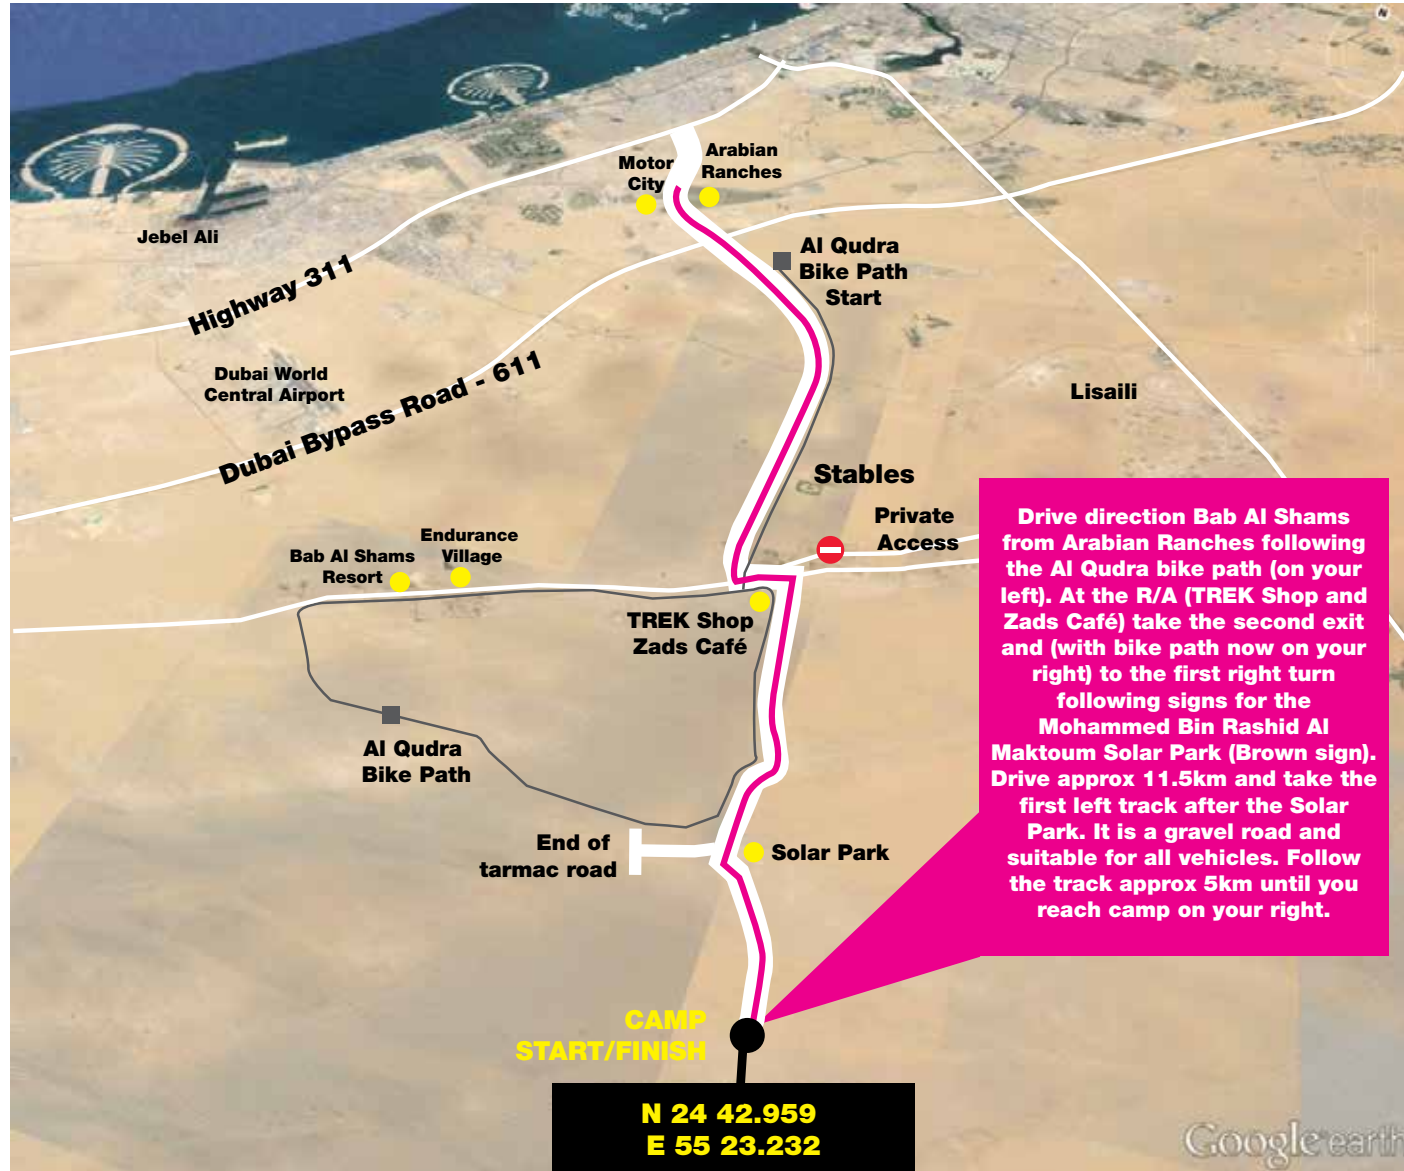 N
Motor
City
Arabian
Ranches
Jebel Ali
Highway 311
Al Qudra
Bike Path
Start
Dubai World
Central Airport
Dubai Bypass Road - 611
Lisaili
Stables
Private
Access
Endurance
Village
Bab Al Shams
Resort
TREK Shop
Zads Café
Al Qudra
Bike Path
End of
tarmac road
Solar Park
Drive direction Bab Al Shams
from Arabian Ranches following
the Al Qudra bike path (on your
left). At the R/A (TREK Shop and
Zads Café) take the second exit
and (with bike path now on your
right) to the first right turn
following signs for the
Mohammed Bin Rashid Al
Maktoum Solar Park (Brown sign).
Drive approx 11.5km and take the
first left track after the Solar
Park. It is a gravel road and
suitable for all vehicles. Follow
the track approx 5km until you
reach camp on your right.
CAMP
START/FINISH
N 24 42.959
E 55 23.232
Google earth